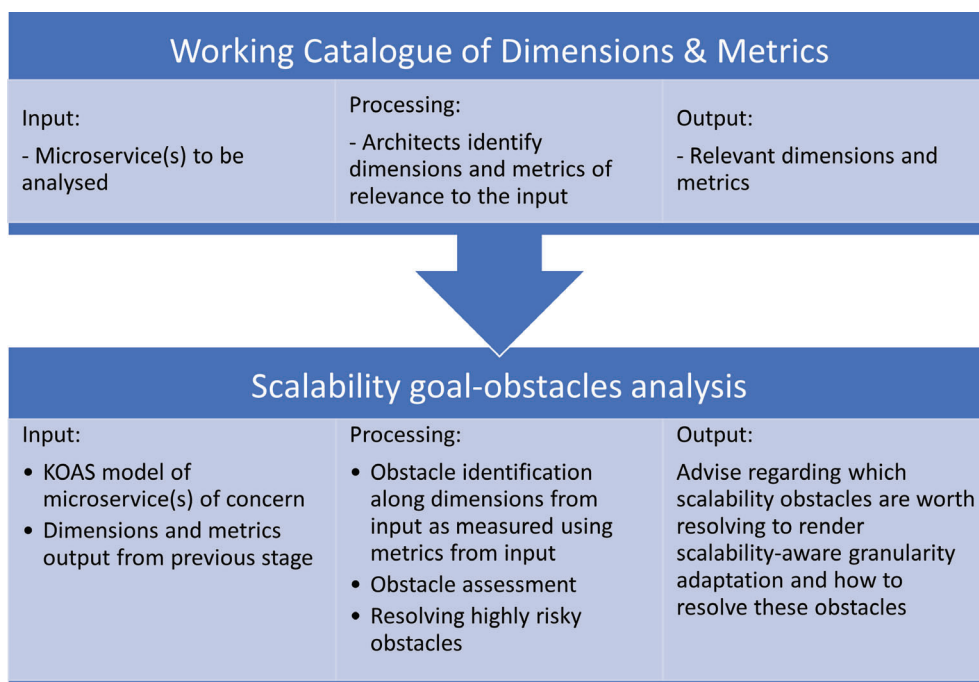 Working Catalogue of Dimensions & Metrics
Input:
- Microservice(s) to be
analysed
Processing:
- Architects identify
dimensions and metrics of
relevance to the input
Output:
- Relevant dimensions and
metrics
Scalability goal-obstacles analysis
Input:
• KOAS model of
microservice(s) of concern
• Dimensions and metrics
output from previous stage
Processing:
• Obstacle identification
along dimensions from
input as measured using
metrics from input
• Obstacle assessment
• Resolving highly risky
obstacles
Output:
Advise regarding which
scalability obstacles are worth
resolving to render
scalability-aware granularity
adaptation and how to
resolve these obstacles